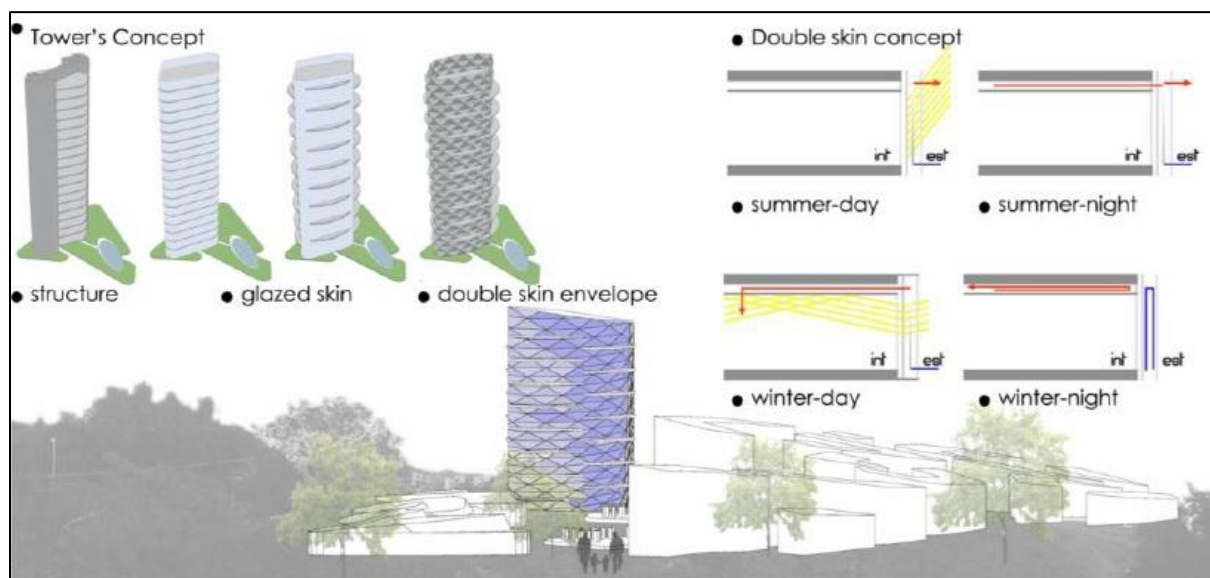 Tower's Concept
structure
glazed skin
double skin envelope
Double skin concept
int est
int est
summer-day
summer-night
int est
int est
winter-day
winter-night